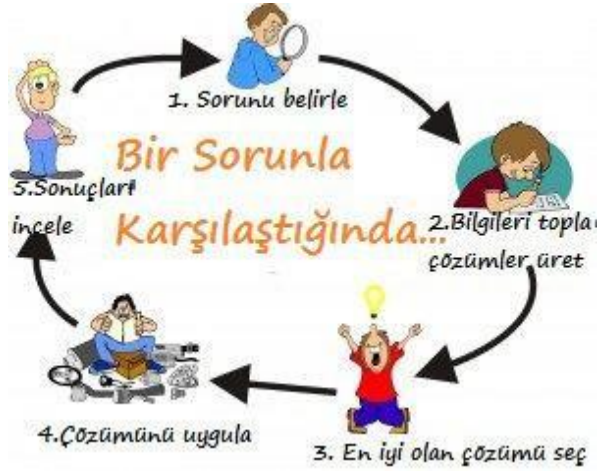 1. Sorunu belirle
Bir Sorunla
Karşılaştığında...
2.Bilgileri topla
çözümler üret
3. En iyi olan çözümü seç
4.Çözümünü uygula
5.Sonuçları
incele